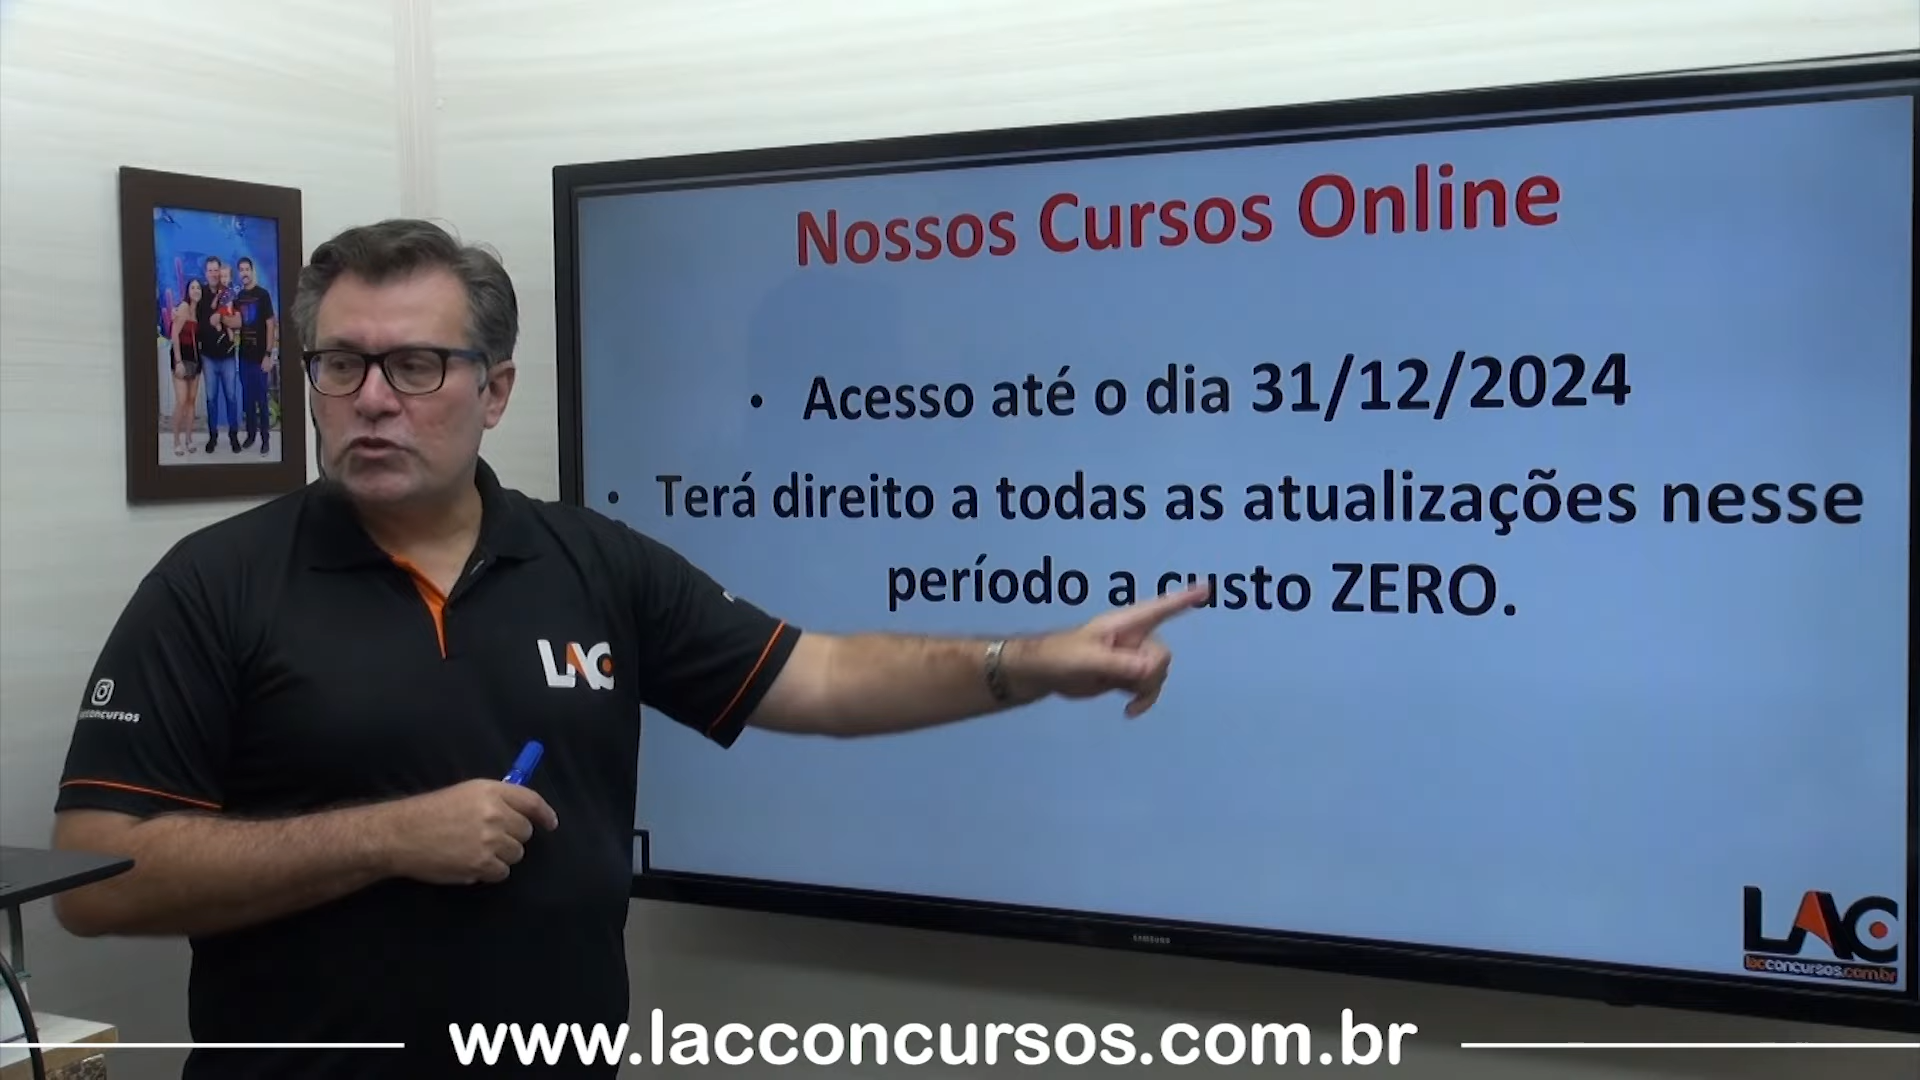 Nossos Cursos Online
• Acesso até o dia 31/12/2024
• Terá direito a todas as atualizações nesse
período a custo ZERO.
LAC
lacconcursos
SAMSUNG
LAC
lacconcursos.com.br
www.lacconcursos.com.br